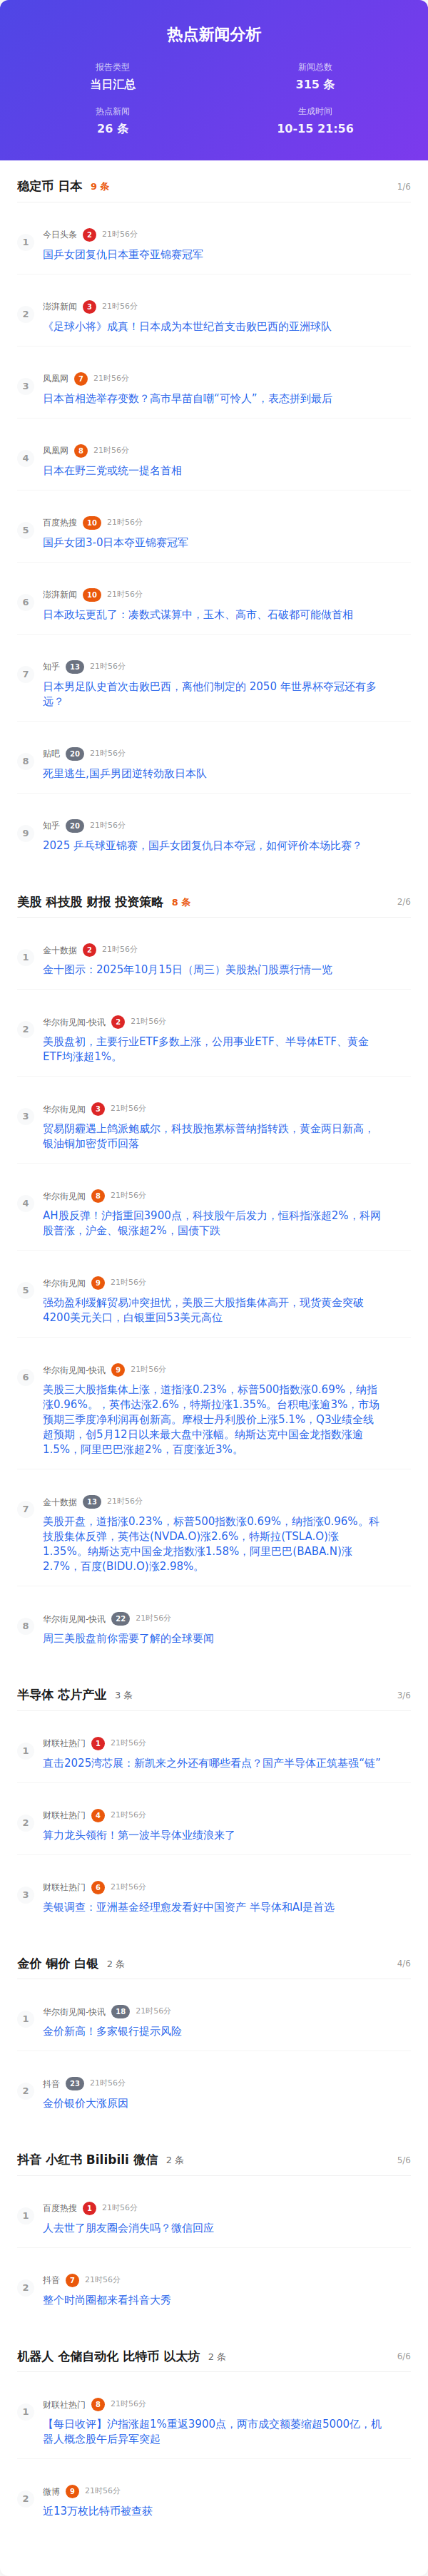 热点新闻分析
报告类型
新闻总数
当日汇总
315 条
热点新闻
生成时间
26 条
10-15 21:56
稳定币 日本 9 条 1/6
1
今日头条 2 21时56分
国乒女团复仇日本重夺亚锦赛冠军
2
澎湃新闻 3 21时56分
《足球小将》成真！日本成为本世纪首支击败巴西的亚洲球队
3
凤凰网 7 21时56分
日本首相选举存变数？高市早苗自嘲“可怜人”，表态拼到最后
4
凤凰网 8 21时56分
日本在野三党或统一提名首相
5
百度热搜 10 21时56分
国乒女团3-0日本夺亚锦赛冠军
6
澎湃新闻 10 21时56分
日本政坛更乱了：凑数式谋算中，玉木、高市、石破都可能做首相
7
知乎 13 21时56分
日本男足队史首次击败巴西，离他们制定的 2050 年世界杯夺冠还有多
远？
8
贴吧 20 21时56分
死里逃生,国乒男团逆转劲敌日本队
9
知乎 20 21时56分
2025 乒乓球亚锦赛，国乒女团复仇日本夺冠，如何评价本场比赛？
美股 科技股 财报 投资策略 8 条 2/6
1
金十数据 2 21时56分
金十图示：2025年10月15日（周三）美股热门股票行情一览
2
华尔街见闻-快讯 2 21时56分
美股盘初，主要行业ETF多数上涨，公用事业ETF、半导体ETF、黄金
ETF均涨超1%。
3
华尔街见闻 3 21时56分
贸易阴霾遇上鸽派鲍威尔，科技股拖累标普纳指转跌，黄金两日新高，
银油铜加密货币回落
4
华尔街见闻 8 21时56分
AH股反弹！沪指重回3900点，科技股午后发力，恒科指涨超2%，科网
股普涨，沪金、银涨超2%，国债下跌
5
华尔街见闻 9 21时56分
强劲盈利缓解贸易冲突担忧，美股三大股指集体高开，现货黄金突破
4200美元关口，白银重回53美元高位
6
华尔街见闻-快讯 9 21时56分
美股三大股指集体上涨，道指涨0.23%，标普500指数涨0.69%，纳指
涨0.96%。，英伟达涨2.6%，特斯拉涨1.35%。台积电涨逾3%，市场
预期三季度净利润再创新高。摩根士丹利股价上涨5.1%，Q3业绩全线
超预期，创5月12日以来最大盘中涨幅。纳斯达克中国金龙指数涨逾
1.5%，阿里巴巴涨超2%，百度涨近3%。
7
金十数据 13 21时56分
美股开盘，道指涨0.23%，标普500指数涨0.69%，纳指涨0.96%。科
技股集体反弹，英伟达(NVDA.O)涨2.6%，特斯拉(TSLA.O)涨
1.35%。纳斯达克中国金龙指数涨1.58%，阿里巴巴(BABA.N)涨
2.7%，百度(BIDU.O)涨2.98%。
8
华尔街见闻-快讯 22 21时56分
周三美股盘前你需要了解的全球要闻
半导体 芯片产业 3 条 3/6
1
财联社热门 1 21时56分
直击2025湾芯展：新凯来之外还有哪些看点？国产半导体正筑基强“链”
2
财联社热门 4 21时56分
算力龙头领衔！第一波半导体业绩浪来了
3
财联社热门 6 21时56分
美银调查：亚洲基金经理愈发看好中国资产 半导体和AI是首选
金价 铜价 白银 2 条 4/6
1
华尔街见闻-快讯 18 21时56分
金价新高！多家银行提示风险
2
抖音 23 21时56分
金价银价大涨原因
抖音 小红书 Bilibili 微信 2 条 5/6
1
百度热搜 1 21时56分
人去世了朋友圈会消失吗？微信回应
2
抖音 7 21时56分
整个时尚圈都来看抖音大秀
机器人 仓储自动化 比特币 以太坊 2 条 6/6
1
财联社热门 8 21时56分
【每日收评】沪指涨超1%重返3900点，两市成交额萎缩超5000亿，机
器人概念股午后异军突起
2
微博 9 21时56分
近13万枚比特币被查获